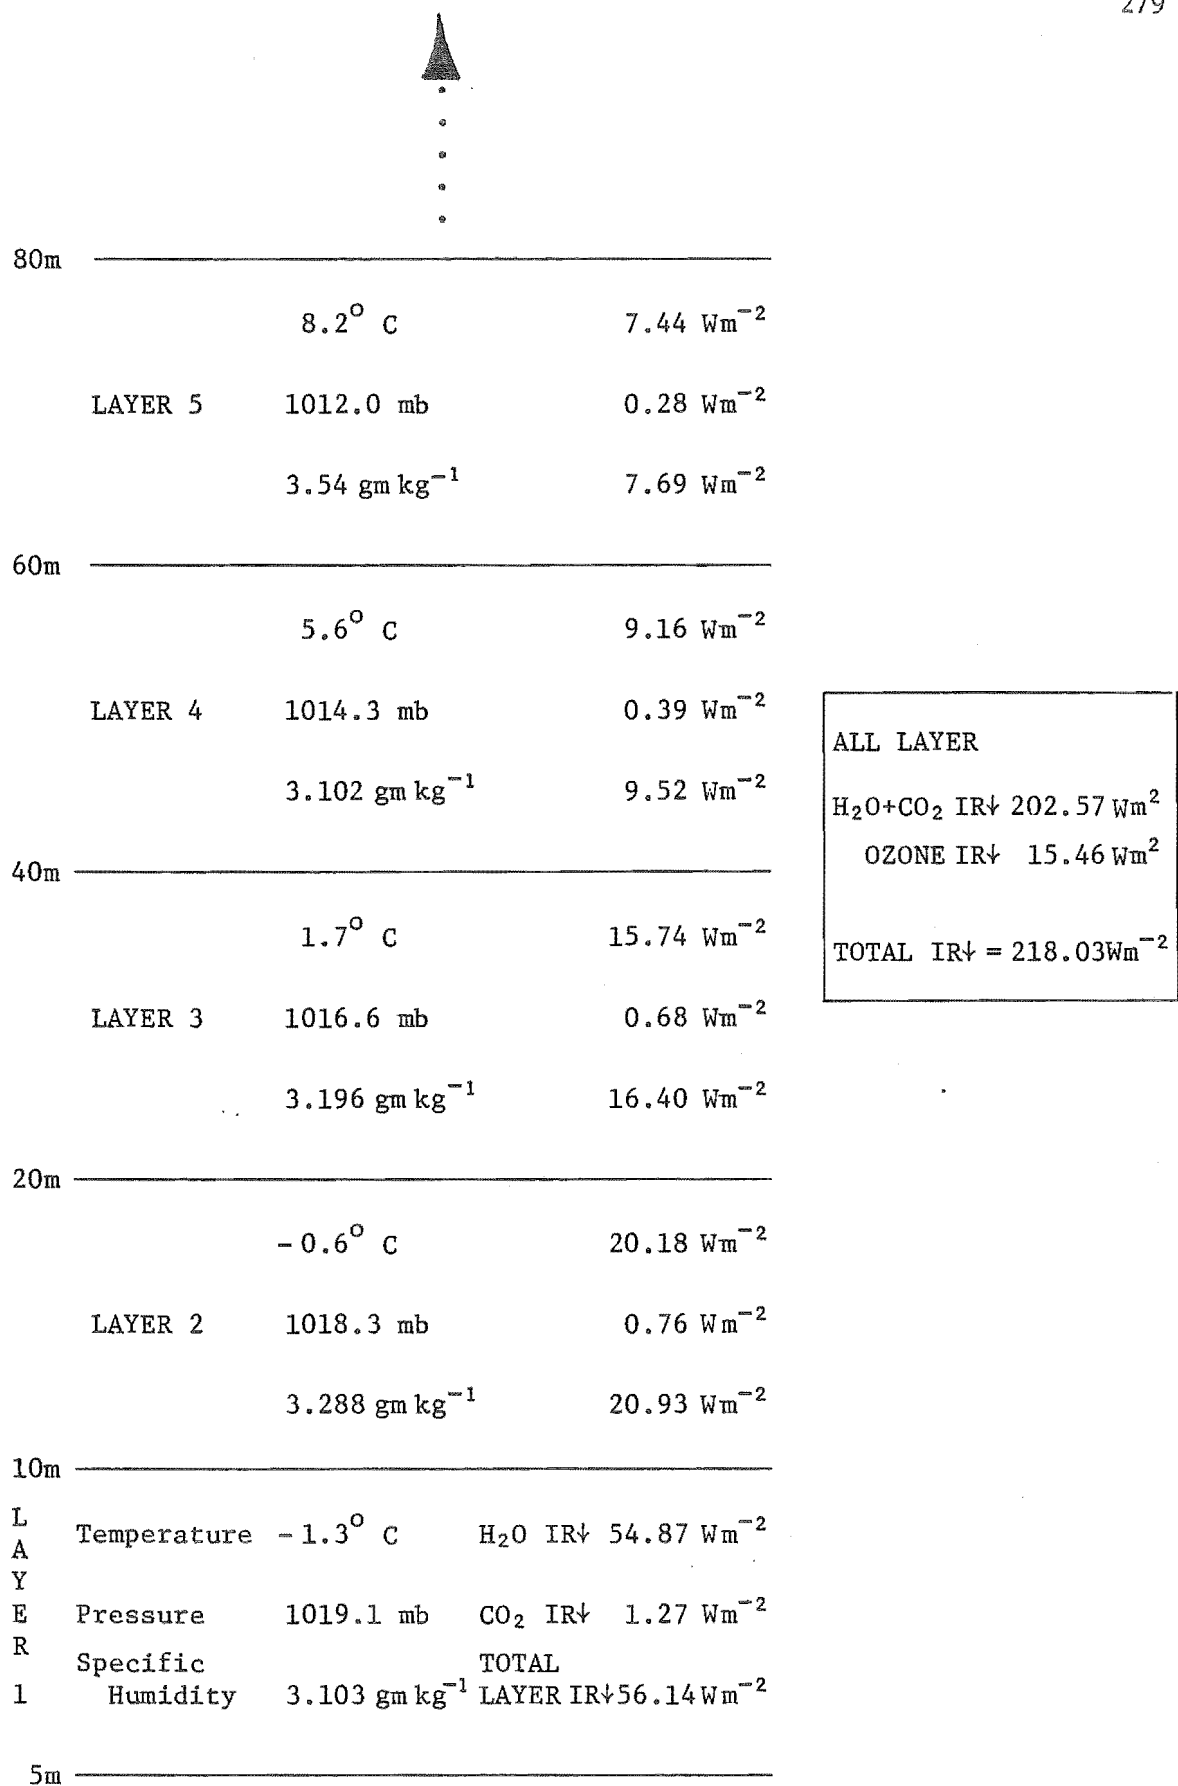 279
80m
8.2° C 7.44 Wm⁻²
LAYER 5 1012.0 mb 0.28 Wm⁻²
3.54 gm kg⁻¹ 7.69 Wm⁻²
60m
5.6° C 9.16 Wm⁻²
LAYER 4 1014.3 mb 0.39 Wm⁻²
3.102 gm kg⁻¹ 9.52 Wm⁻²
40m
1.7° C 15.74 Wm⁻²
LAYER 3 1016.6 mb 0.68 Wm⁻²
3.196 gm kg⁻¹ 16.40 Wm⁻²
20m
-0.6° C 20.18 Wm⁻²
LAYER 2 1018.3 mb 0.76 Wm⁻²
3.288 gm kg⁻¹ 20.93 Wm⁻²
10m
LAYER 1
Temperature -1.3° C H₂O IR↓ 54.87 Wm⁻²
Pressure 1019.1 mb CO₂ IR↓ 1.27 Wm⁻²
Specific TOTAL
Humidity 3.103 gm kg⁻¹ LAYER IR↓ 56.14 Wm⁻²
5m
ALL LAYER
H₂O+CO₂ IR↓ 202.57 Wm²
OZONE IR↓ 15.46 Wm²
TOTAL IR↓ = 218.03Wm⁻²